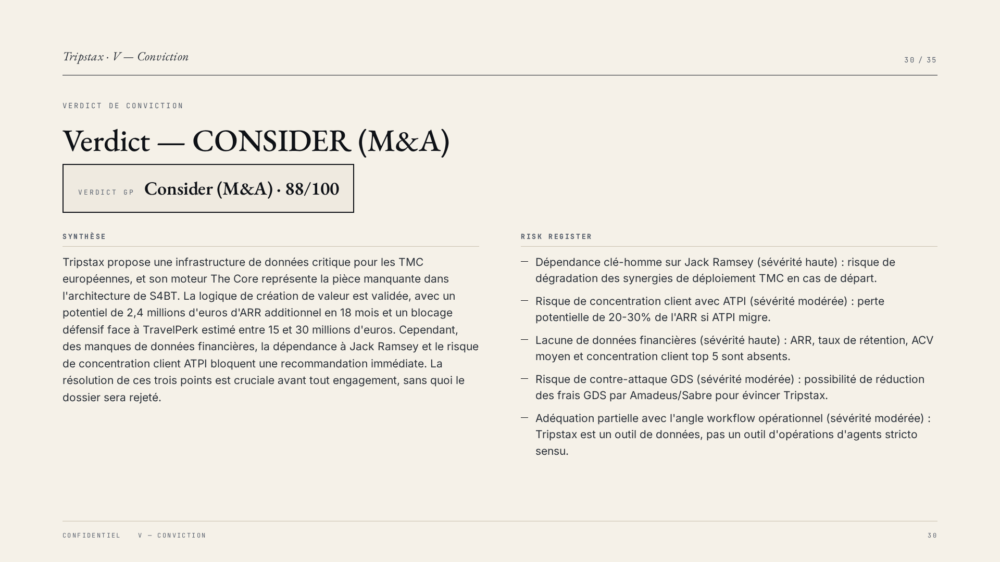 Tripstax · V — Conviction
30 / 35
VERDICT DE CONVICTION
Verdict — CONSIDER (M&A)
VERDICT GP Consider (M&A) · 88/100
SYNTHÈSE
Tripstax propose une infrastructure de données critique pour les TMC
européennes, et son moteur The Core représente la pièce manquante dans
l'architecture de S4BT. La logique de création de valeur est validée, avec un
potentiel de 2,4 millions d'euros d'ARR additionnel en 18 mois et un blocage
défensif face à TravelPerk estimé entre 15 et 30 millions d'euros. Cependant,
des manques de données financières, la dépendance à Jack Ramsey et le risque
de concentration client ATPI bloquent une recommandation immédiate. La
résolution de ces trois points est cruciale avant tout engagement, sans quoi le
dossier sera rejeté.
RISK REGISTER
— Dépendance clé-homme sur Jack Ramsey (sévérité haute) : risque de
dégradation des synergies de déploiement TMC en cas de départ.
— Risque de concentration client avec ATPI (sévérité modérée) : perte
potentielle de 20-30% de l'ARR si ATPI migre.
— Lacune de données financières (sévérité haute) : ARR, taux de rétention, ACV
moyen et concentration client top 5 sont absents.
— Risque de contre-attaque GDS (sévérité modérée) : possibilité de réduction
des frais GDS par Amadeus/Sabre pour évincer Tripstax.
— Adéquation partielle avec l'angle workflow opérationnel (sévérité modérée) :
Tripstax est un outil de données, pas un outil d'opérations d'agents stricto
sensu.
CONFIDENTIEL V — CONVICTION
30